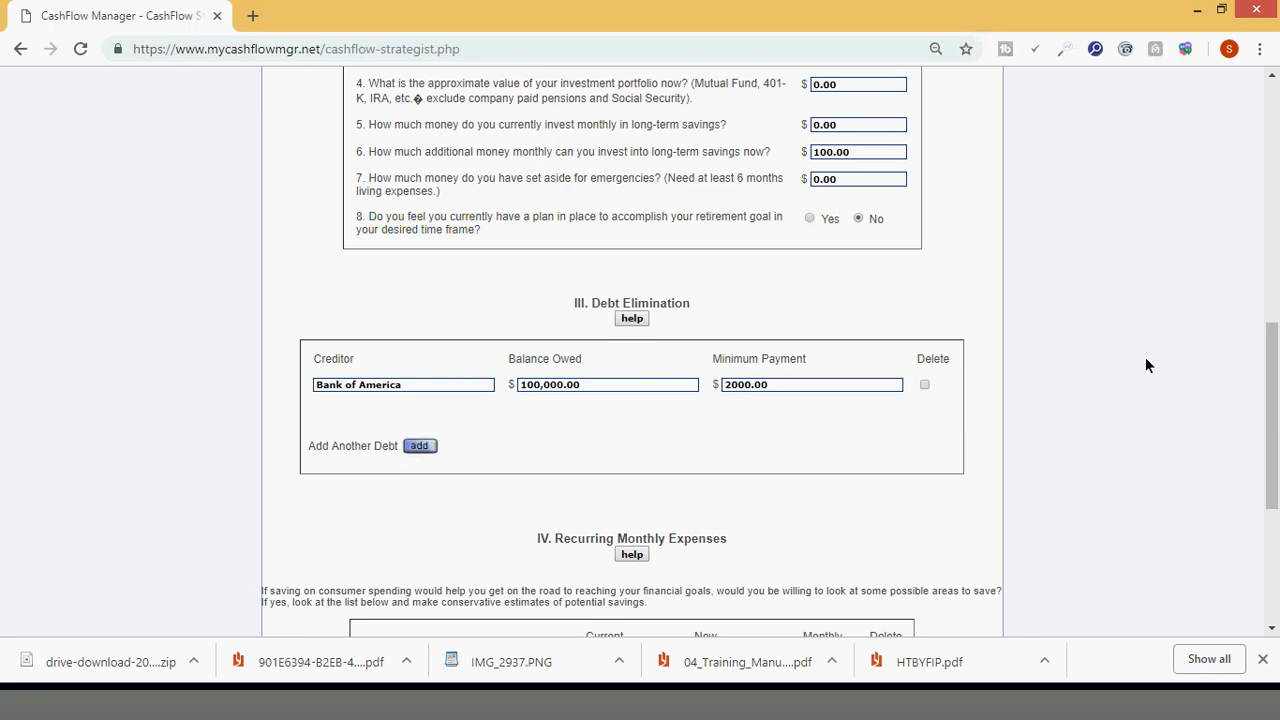 CashFlow Manager - CashFlow S
https://www.mycashflowmgr.net/cashflow-strategist.php
S
4. What is the approximate value of your investment portfolio now? (Mutual Fund, 401-
K, IRA, etc.� exclude company paid pensions and Social Security).
$ 0.00
5. How much money do you currently invest monthly in long-term savings?
$ 0.00
6. How much additional money monthly can you invest into long-term savings now?
$ 100.00
7. How much money do you have set aside for emergencies? (Need at least 6 months
living expenses.)
$ 0.00
8. Do you feel you currently have a plan in place to accomplish your retirement goal in
your desired time frame?
Yes No
III. Debt Elimination
help
Creditor Balance Owed Minimum Payment Delete
Bank of America $ 100,000.00 $ 2000.00
Add Another Debt add
IV. Recurring Monthly Expenses
help
If saving on consumer spending would help you get on the road to reaching your financial goals, would you be willing to look at some possible areas to save?
If yes, look at the list below and make conservative estimates of potential savings.
Current New Monthly Delete
drive-download-20....zip 901E6394-B2EB-4....pdf IMG_2937.PNG 04_Training_Manu....pdf HTBYFIP.pdf Show all